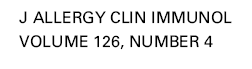 J ALLERGY CLIN IMMUNOL
VOLUME 126, NUMBER 4